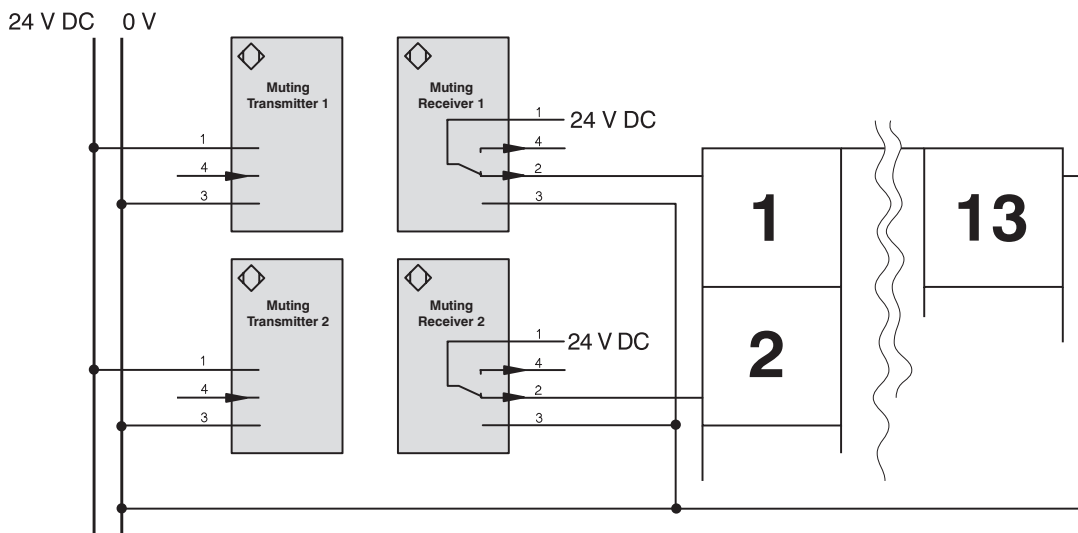 24 V DC 0 V
Muting
Transmitter 1
1
4
3
Muting
Receiver 1
1
24 V DC
4
2
3
1
13
Muting
Transmitter 2
1
4
3
Muting
Receiver 2
1
24 V DC
4
2
3
2